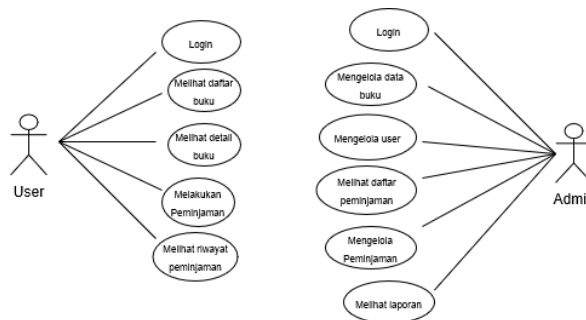 Login
Melihat daftar
buku
Melihat detail
buku
Melakukan
Peminjaman
Melihat riwayat
peminjaman
User
Login
Mengelola data
buku
Mengelola user
Melihat daftar
peminjaman
Mengelola
Peminjaman
Melihat laporan
Admi